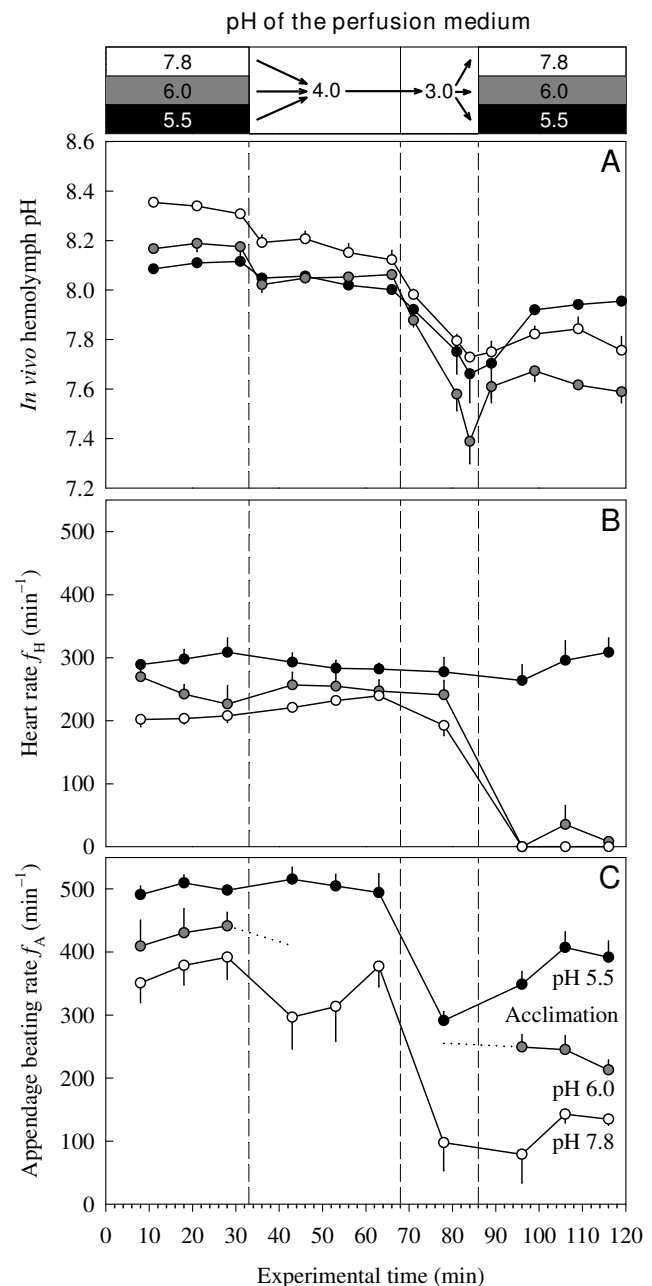 pH of the perfusion medium
7.8 7.8
6.0 4.0 3.0 6.0
5.5 5.5
A
8.6
8.4
8.2
8.0
7.8
7.6
7.4
7.2
In vivo hemolymph pH
B
500
400
300
200
100
0
Heart rate fH (min−1)
C
500
400
300
200
100
0
Appendage beating rate fA (min−1)
pH 5.5
Acclimation
pH 6.0
pH 7.8
0 10 20 30 40 50 60 70 80 90 100 110 120
Experimental time (min)